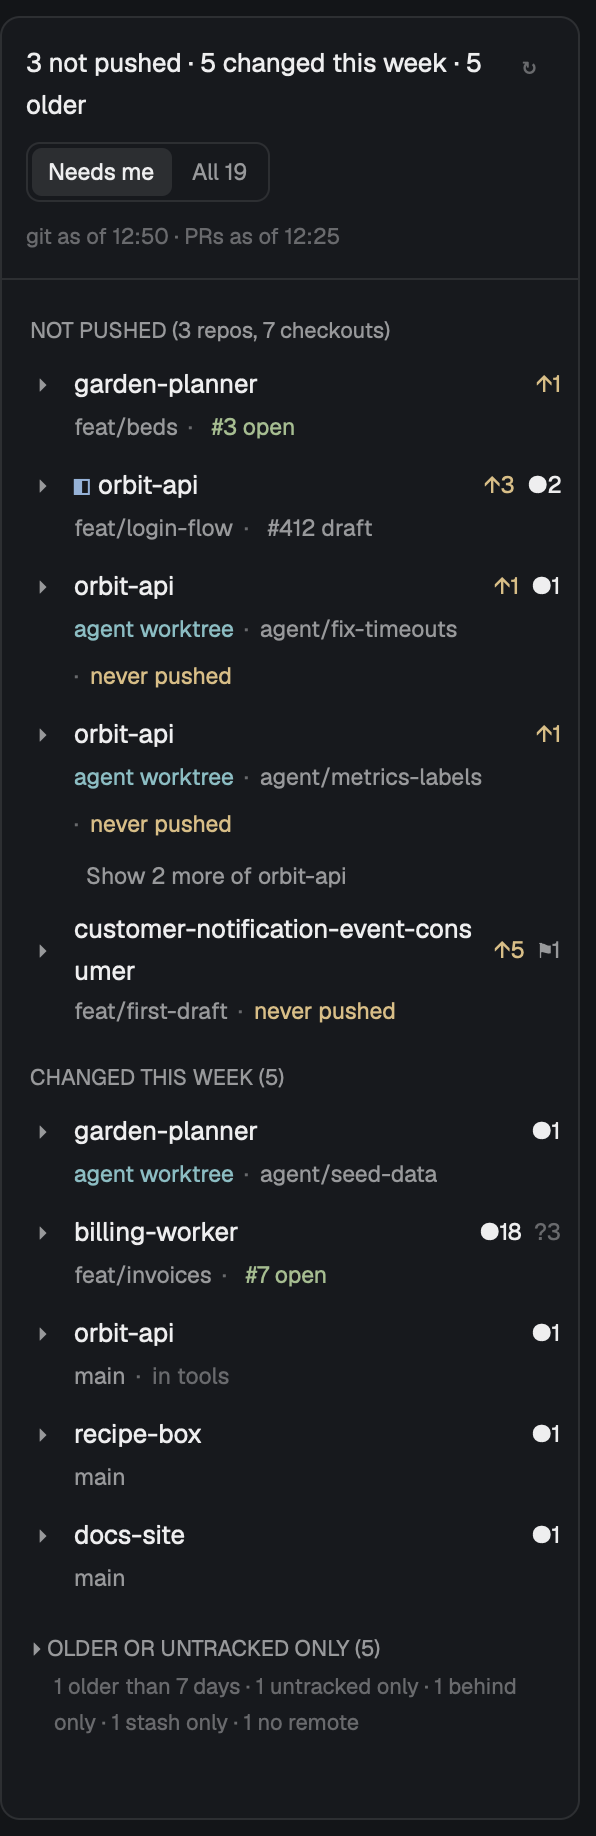 3 not pushed · 5 changed this week · 5
older
↻
Needs me
All 19
git as of 12:50 · PRs as of 12:25
NOT PUSHED (3 repos, 7 checkouts)
garden-planner ↑1
feat/beds · #3 open
orbit-api ↑3 ●2
feat/login-flow · #412 draft
orbit-api ↑1 ●1
agent worktree · agent/fix-timeouts
· never pushed
orbit-api ↑1
agent worktree · agent/metrics-labels
· never pushed
Show 2 more of orbit-api
customer-notification-event-cons
umer ↑5 ⚑1
feat/first-draft · never pushed
CHANGED THIS WEEK (5)
garden-planner ●1
agent worktree · agent/seed-data
billing-worker ●18 ?3
feat/invoices · #7 open
orbit-api ●1
main · in tools
recipe-box ●1
main
docs-site ●1
main
OLDER OR UNTRACKED ONLY (5)
1 older than 7 days · 1 untracked only · 1 behind
only · 1 stash only · 1 no remote